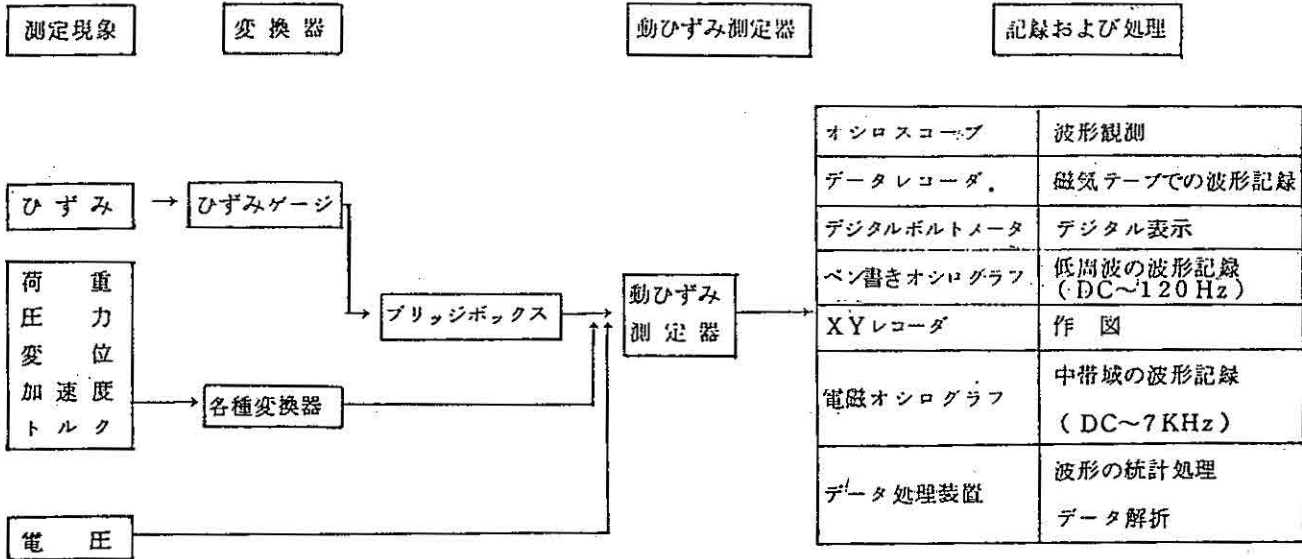 測定現象 変換器 動ひずみ測定器 記録および処理
ひずみ → ひずみゲージ
荷重
圧力
変位
加速度
トルク
各種変換器
電圧
ブリッジボックス
動ひずみ
測定器
オシロスコープ 波形観測
データレコーダ 磁気テープでの波形記録
デジタルボルトメータ デジタル表示
ペン書きオシログラフ 低周波の波形記録
(DC~120Hz)
XYレコーダ 作図
電磁オシログラフ 中帯域の波形記録
(DC~7KHz)
データ処理装置 波形の統計処理
データ解折